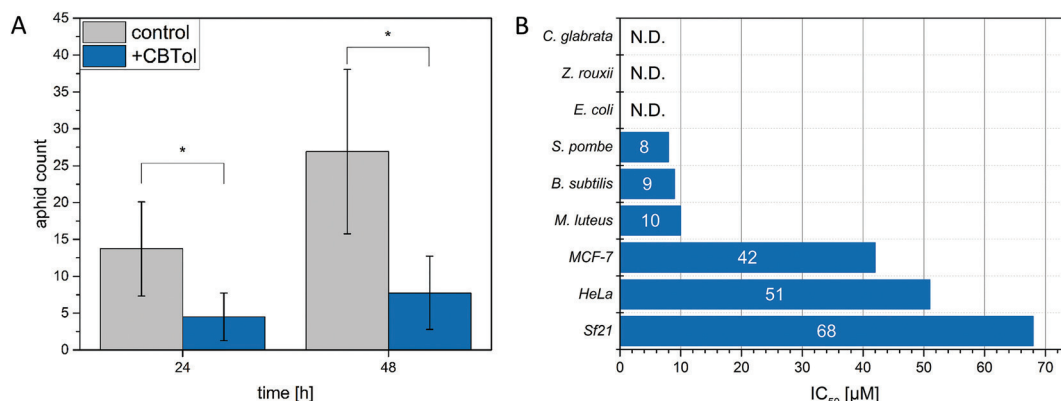 A
control
+CBTol
45
40
35
30
25
20
15
10
5
0
aphid count
*
*
24
48
time [h]
B
C. glabrata
N.D.
Z. rouxii
N.D.
E. coli
N.D.
S. pombe
8
B. subtilis
9
M. luteus
10
MCF-7
42
HeLa
51
Sf21
68
0 10 20 30 40 50 60 70
IC50 [µM]